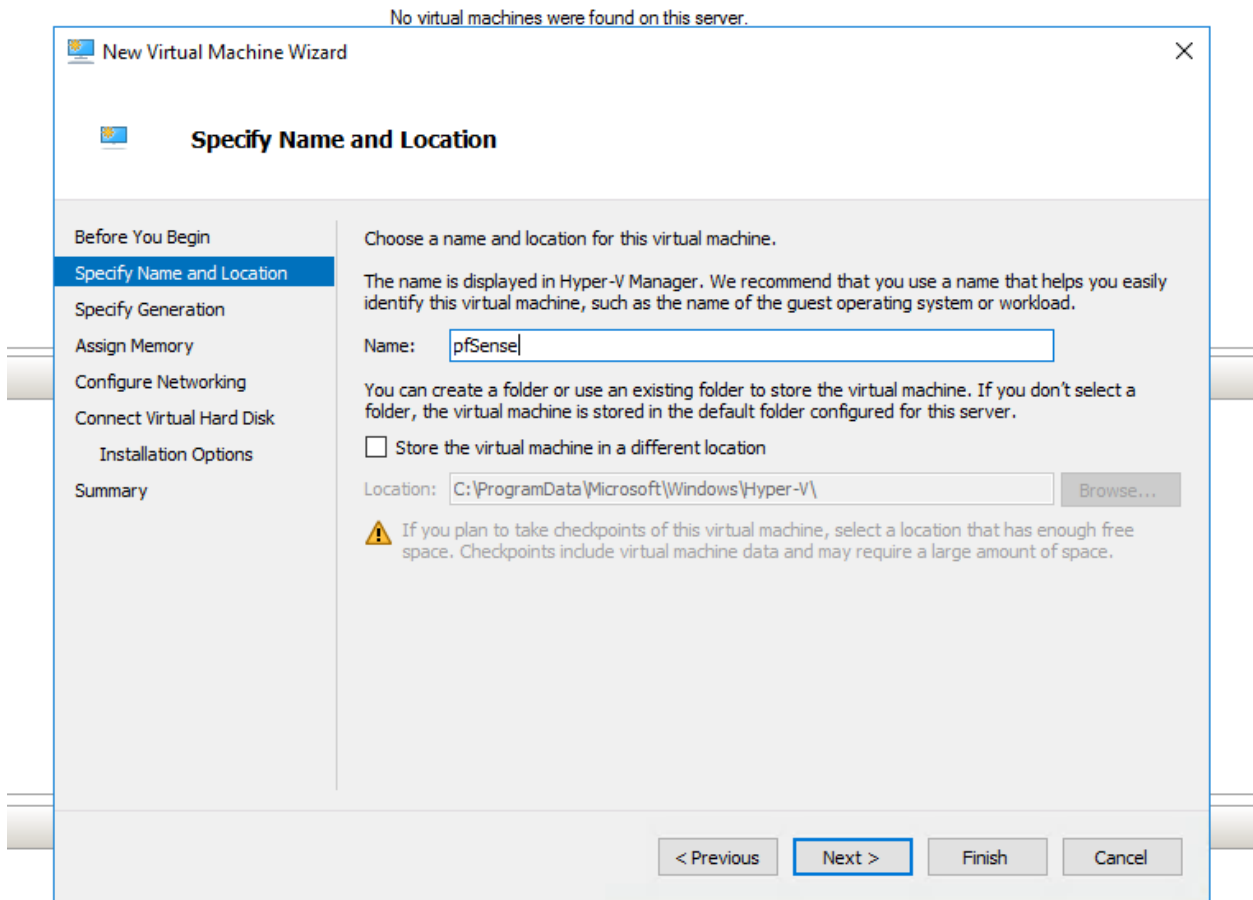 No virtual machines were found on this server.
New Virtual Machine Wizard
Specify Name and Location
Before You Begin
Specify Name and Location
Specify Generation
Assign Memory
Configure Networking
Connect Virtual Hard Disk
Installation Options
Summary
Choose a name and location for this virtual machine.
The name is displayed in Hyper-V Manager. We recommend that you use a name that helps you easily
identify this virtual machine, such as the name of the guest operating system or workload.
Name: pfSense
You can create a folder or use an existing folder to store the virtual machine. If you don’t select a
folder, the virtual machine is stored in the default folder configured for this server.
Store the virtual machine in a different location
Location: C:\ProgramData\Microsoft\Windows\Hyper-V\ Browse...
If you plan to take checkpoints of this virtual machine, select a location that has enough free
space. Checkpoints include virtual machine data and may require a large amount of space.
< Previous Next > Finish Cancel